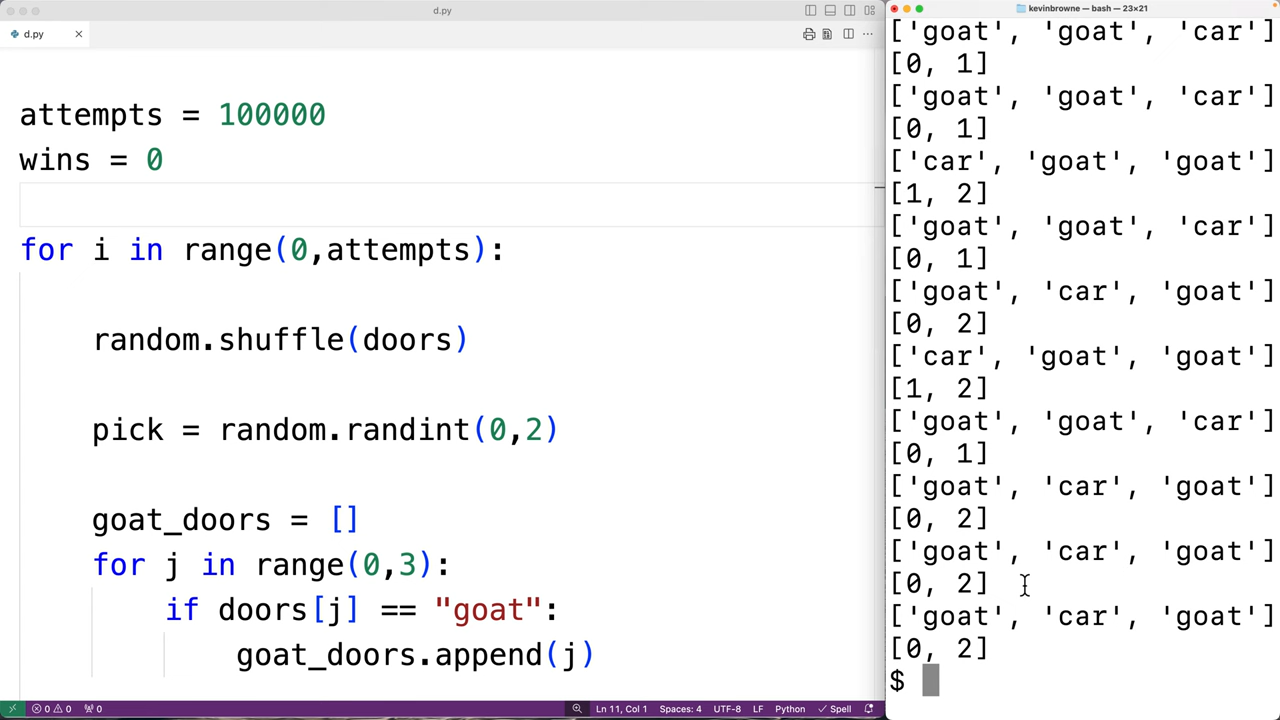 d.py
d.py
attempts = 100000
wins = 0
for i in range(0,attempts):
random.shuffle(doors)
pick = random.randint(0,2)
goat_doors = []
for j in range(0,3):
if doors[j] == "goat":
goat_doors.append(j)
0 0 0 Ln 11, Col 1 Spaces: 4 UTF-8 LF Python Spell
kevinbrowne — bash — 23×21
['goat', 'goat', 'car']
[0, 1]
['goat', 'goat', 'car']
[0, 1]
['car', 'goat', 'goat']
[1, 2]
['goat', 'goat', 'car']
[0, 1]
['goat', 'car', 'goat']
[0, 2]
['car', 'goat', 'goat']
[1, 2]
['goat', 'goat', 'car']
[0, 1]
['goat', 'car', 'goat']
[0, 2]
['goat', 'car', 'goat']
[0, 2]
['goat', 'car', 'goat']
[0, 2]
$